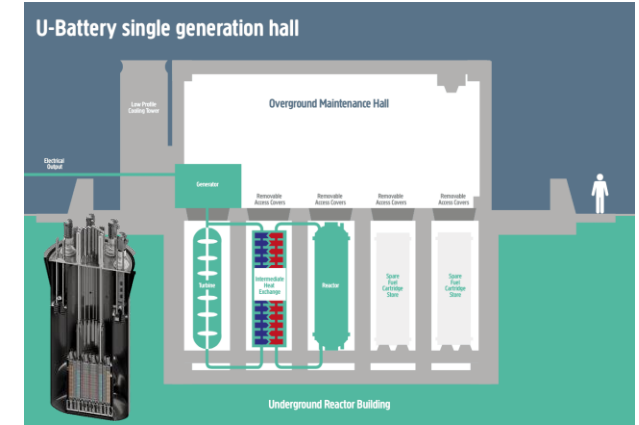 U-Battery single generation hall
Low Profile
Cooling Tower
Overground Maintenance Hall
Electrical
Output
Generator
Removable
Access Covers
Removable
Access Covers
Removable
Access Covers
Removable
Access Covers
Turbine
Intermediate
Heat
Exchange
Reactor
Spare
Fuel
Cartridge
Store
Spare
Fuel
Cartridge
Store
Underground Reactor Building